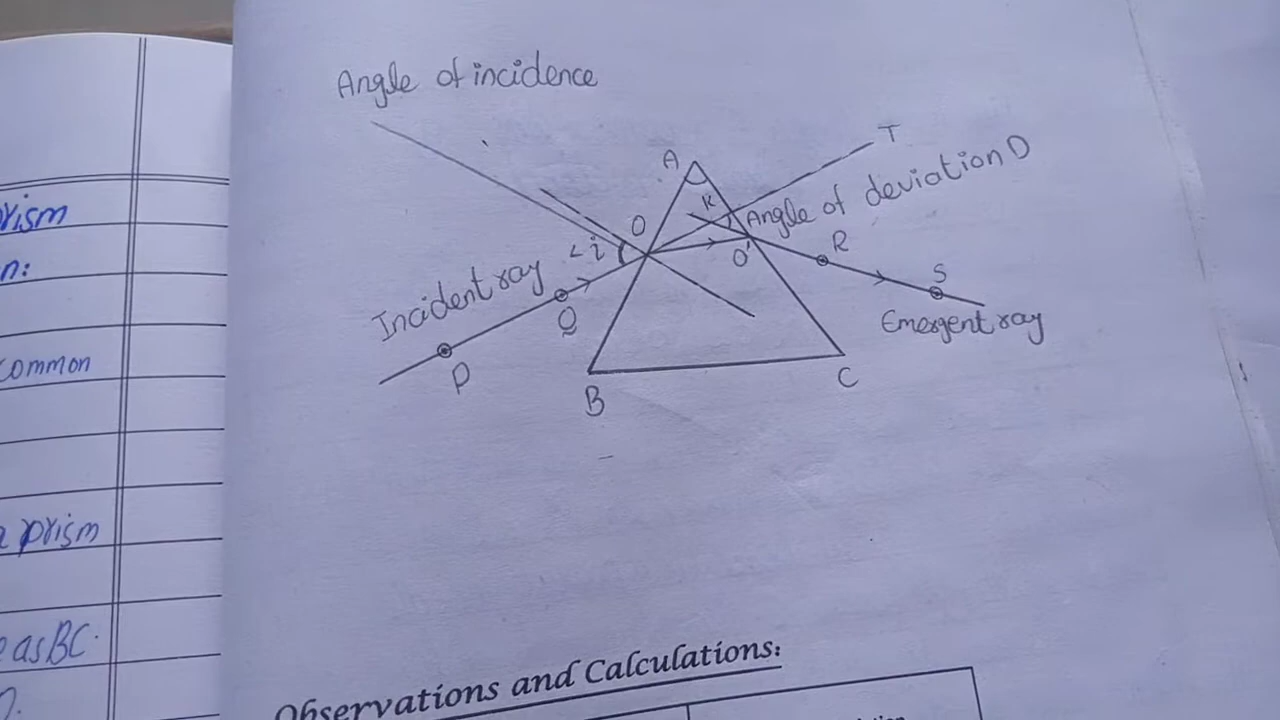 Angle of incidence
T
A
Angle of deviation D
K
O
R
<i
O'
Incident ray
S
Q
Emergent ray
P
C
B
rism
n:
common
prism
as BC.
Observations and Calculations: